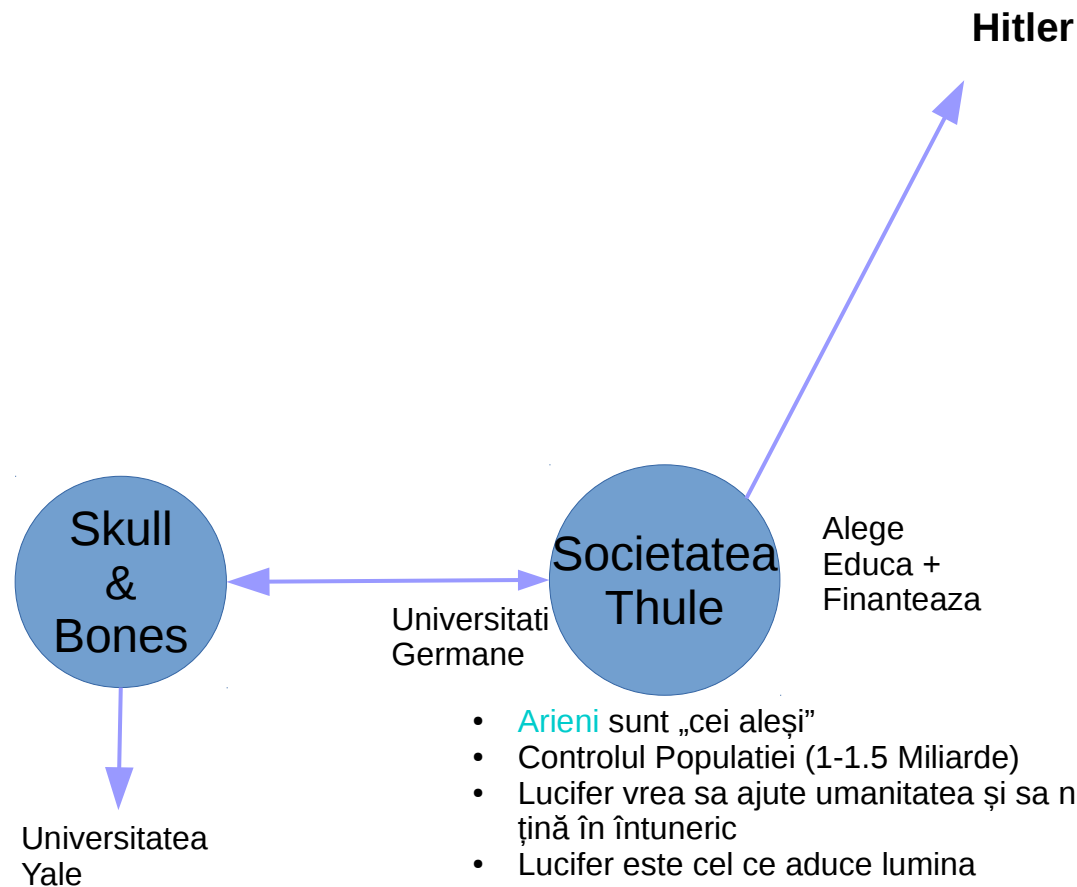 Hitler
Skull
&
Bones
Societatea
Thule
Alege
Educa +
Finanteaza
Universitati
Germane
• Arieni sunt „cei aleși”
• Controlul Populatiei (1-1.5 Miliarde)
• Lucifer vrea sa ajute umanitatea și sa n
țină în întuneric
• Lucifer este cel ce aduce lumina
Universitatea
Yale